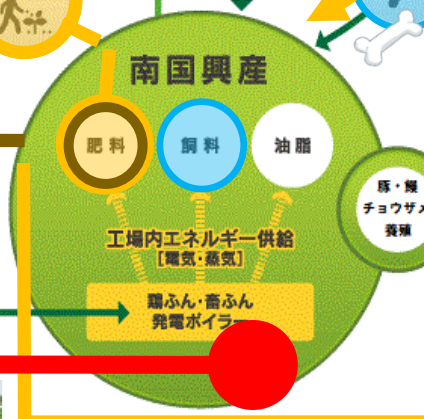 南国興産
肥料
飼料
油脂
豚・鰻
チョウザメ
養殖
工場内エネルギー供給
[電気・蒸気]
鶏ふん・畜ふん
発電ボイラー